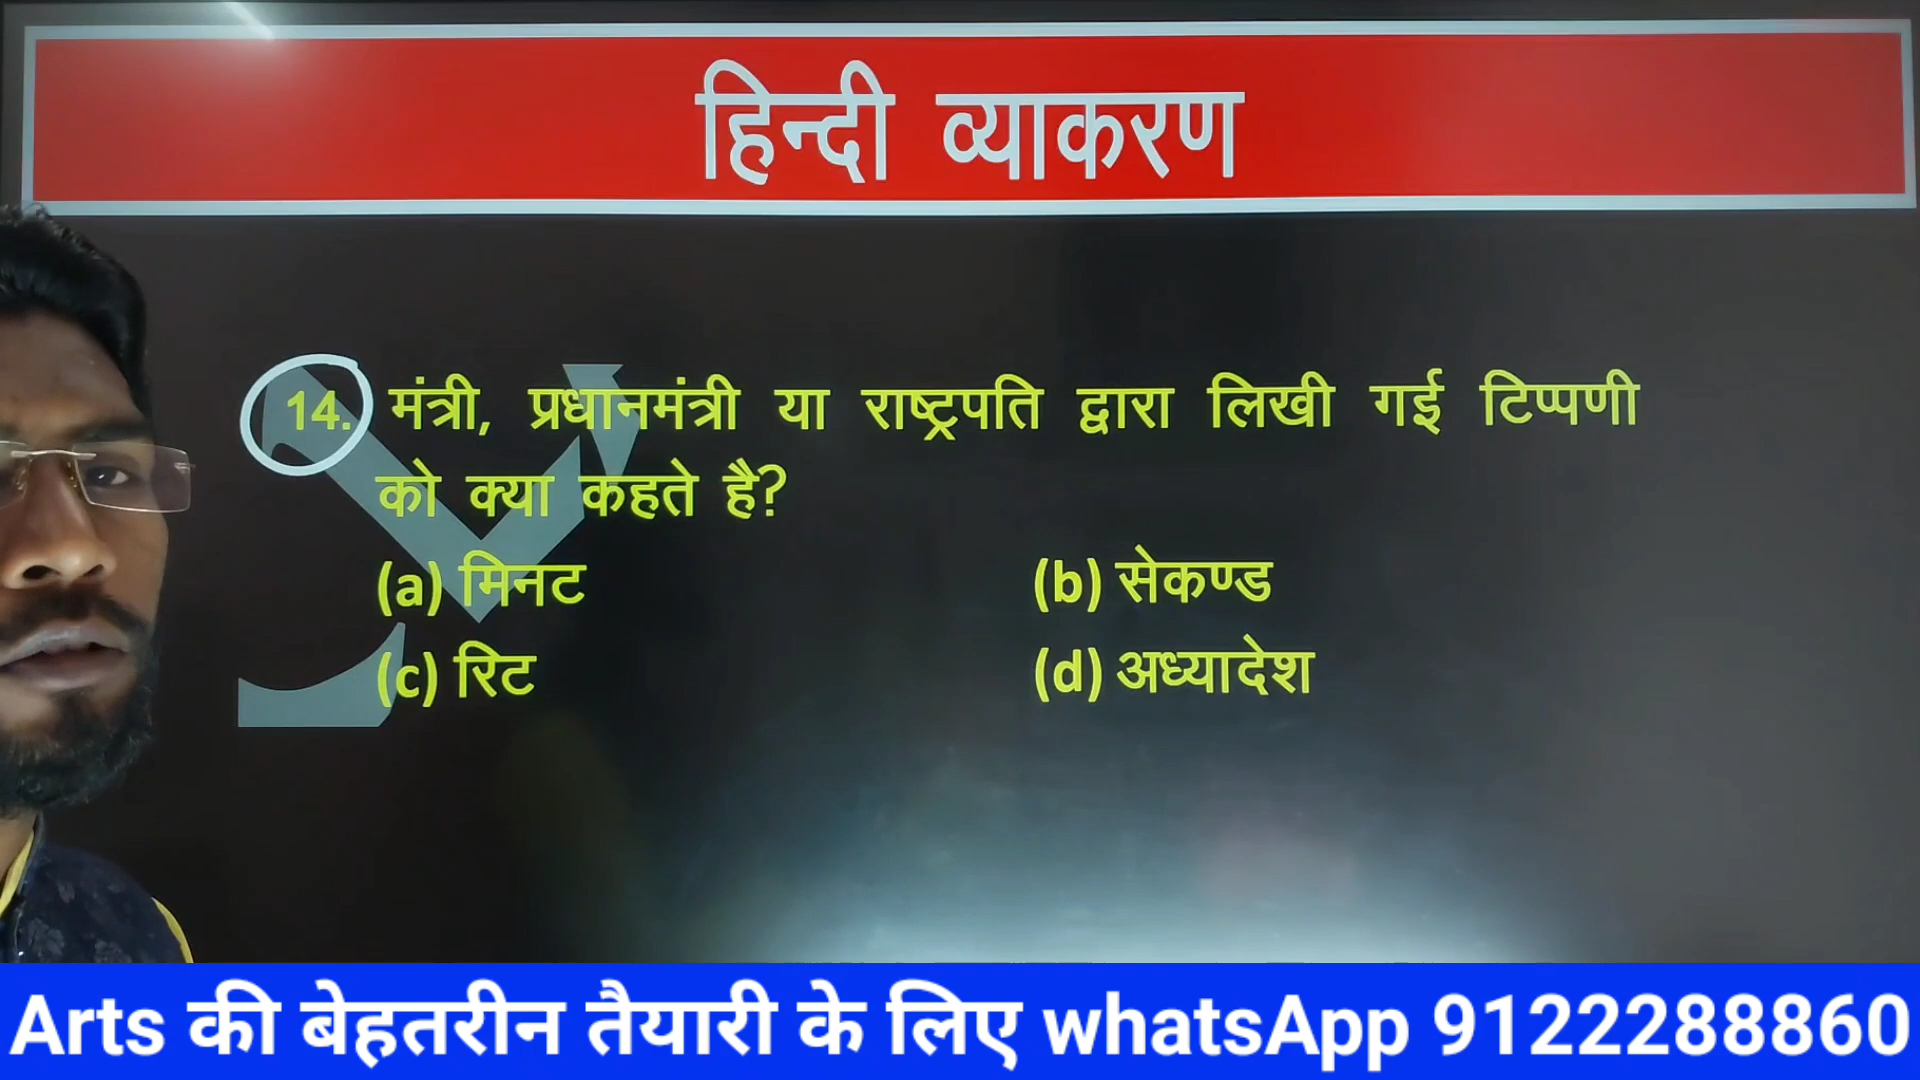 हिन्दी व्याकरण
14. मंत्री, प्रधानमंत्री या राष्ट्रपति द्वारा लिखी गई टिप्पणी
को क्या कहते है?
(a) मिनट (b) सेकण्ड
(c) रिट (d) अध्यादेश
Arts की बेहतरीन तैयारी के लिए whatsApp 9122288860